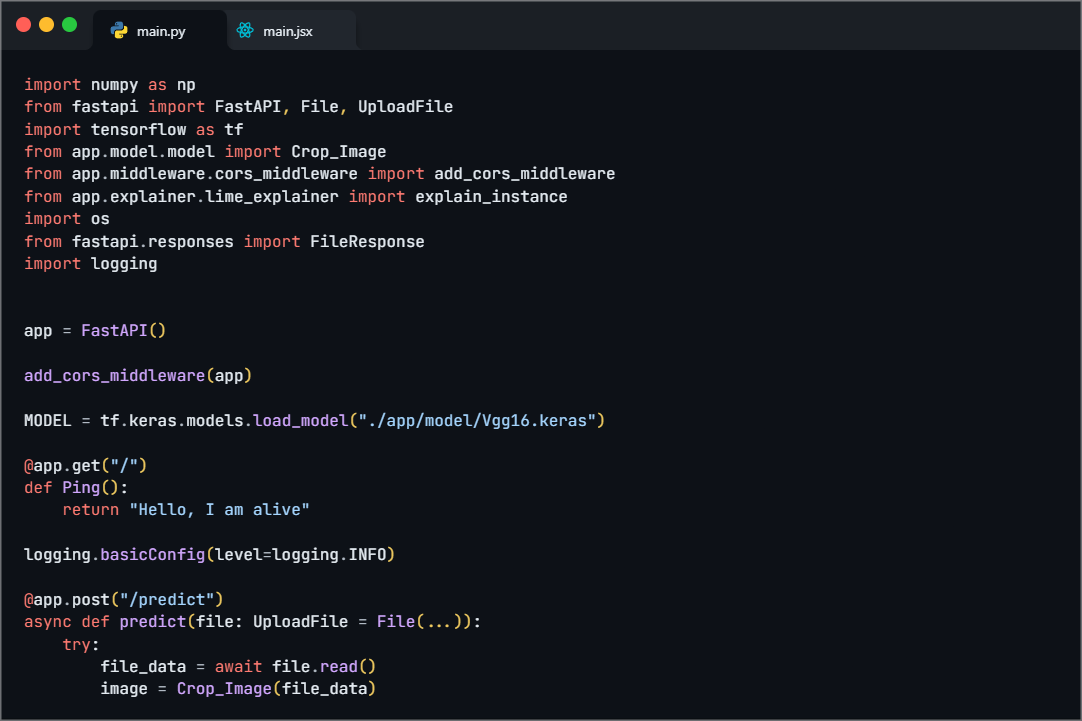 main.py
main.jsx
import numpy as np
from fastapi import FastAPI, File, UploadFile
import tensorflow as tf
from app.model.model import Crop_Image
from app.middleware.cors_middleware import add_cors_middleware
from app.explainer.lime_explainer import explain_instance
import os
from fastapi.responses import FileResponse
import logging
app = FastAPI()
add_cors_middleware(app)
MODEL = tf.keras.models.load_model("./app/model/Vgg16.keras")
@app.get("/")
def Ping():
    return "Hello, I am alive"
logging.basicConfig(level=logging.INFO)
@app.post("/predict")
async def predict(file: UploadFile = File(...)):
    try:
        file_data = await file.read()
        image = Crop_Image(file_data)